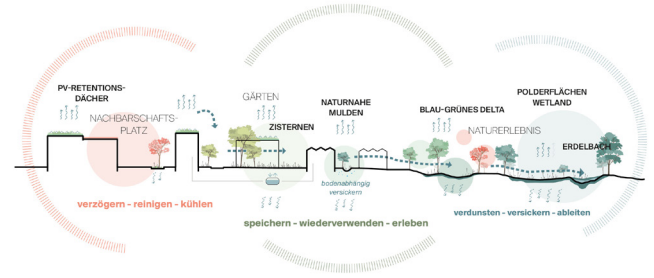 PV-RETENTIONS-
DÄCHER
NACHBARSCHAFTS-
PLATZ
GÄRTEN
ZISTERNEN
NATURNAHE
MULDEN
bodenabhängig
versickern
BLAU-GRÜNES DELTA
NATURERLEBNIS
POLDERFLÄCHEN
WETLAND
ERDELBACH
verzögern - reinigen - kühlen
speichern - wiederverwenden - erleben
verdunsten - versickern - ableiten